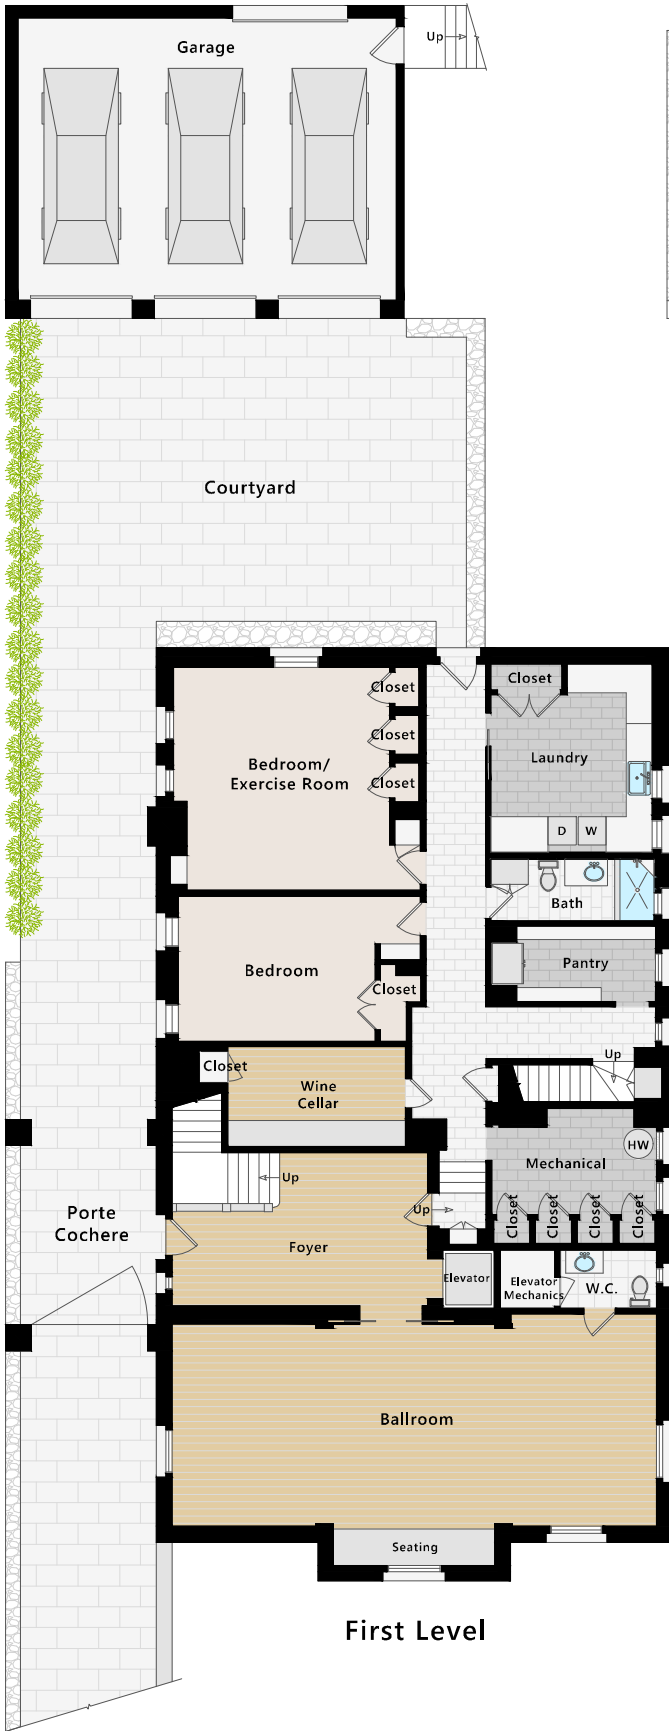 Up
Garage
Courtyard
Closet
Closet
Closet
Closet
Bedroom/
Exercise Room
Laundry
D
W
Bath
Bedroom
Closet
Pantry
Closet
Wine
Cellar
Up
HW
Mechanical
Up
Up
Closet
Closet
Closet
Closet
Porte
Cochere
Foyer
Elevator
Elevator
Mechanics
W.C.
Ballroom
Seating
First Level